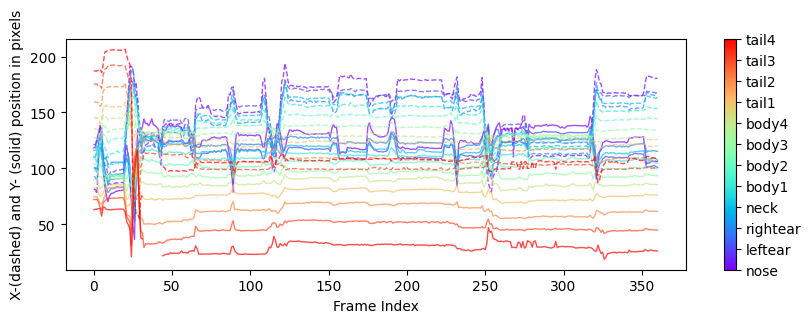 X-(dashed) and Y- (solid) position in pixels
200
150
100
50
0
50
100
150
200
250
300
350
Frame Index
tail4
tail3
tail2
tail1
body4
body3
body2
body1
neck
rightear
leftear
nose